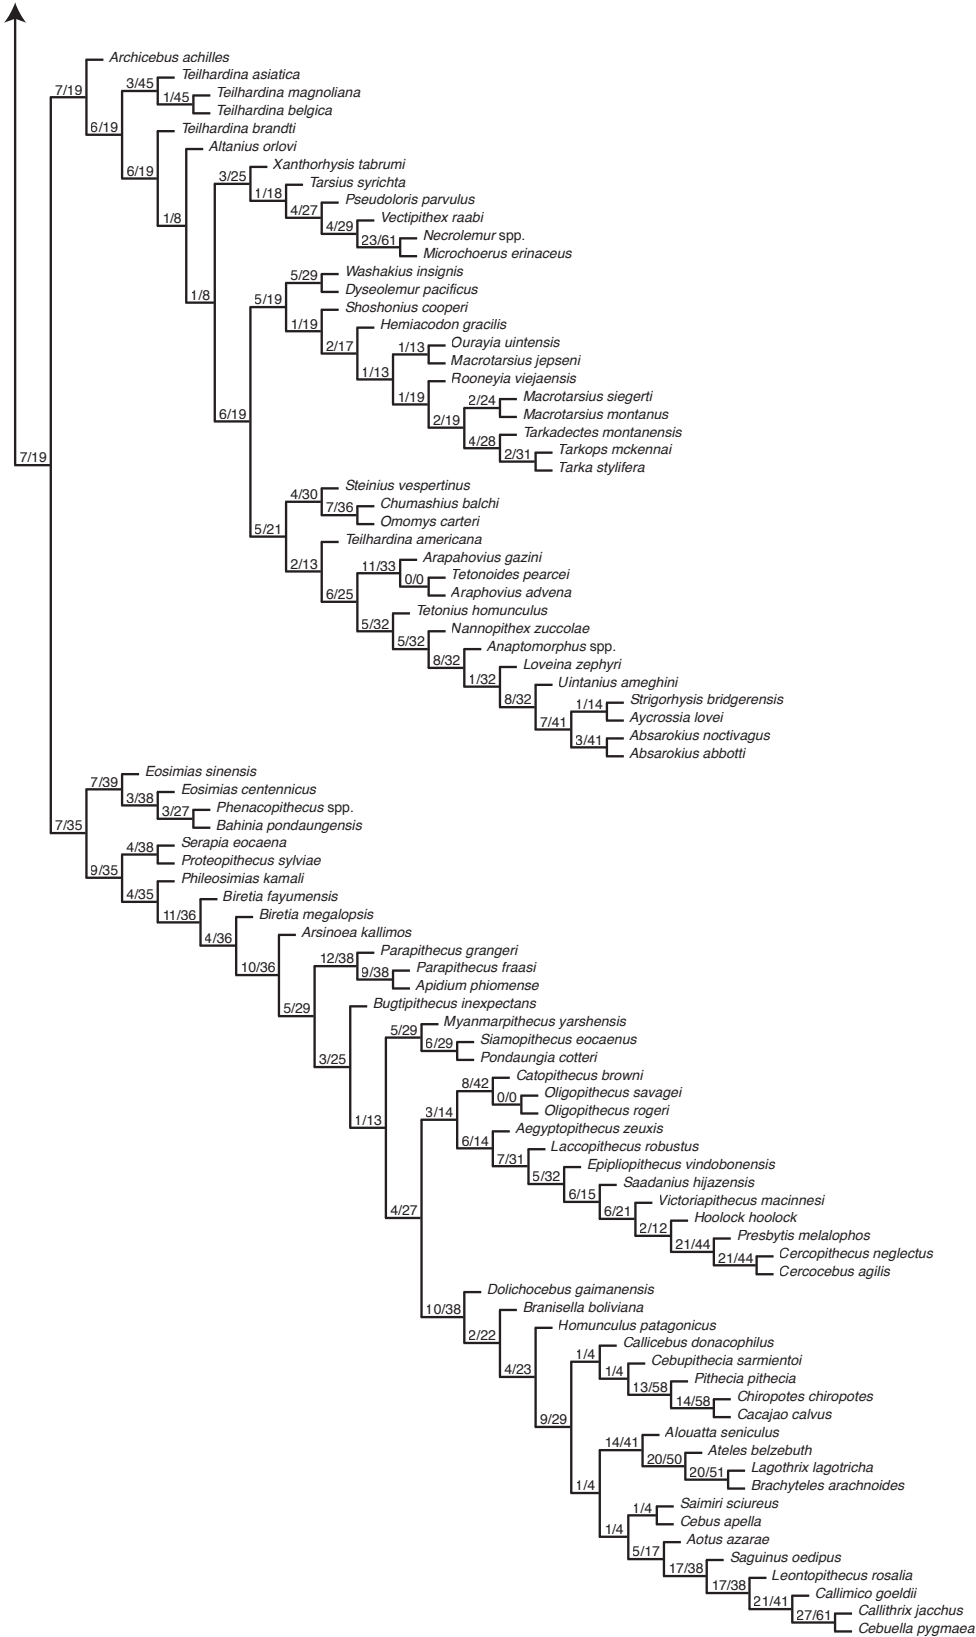 Archicebus achilles
7/19
3/45
Teilhardina asiatica
1/45
Teilhardina magnoliana
Teilhardina belgica
6/19
Teilhardina brandti
Altanius orlovi
6/19
3/25
Xanthorhysis tabrumi
1/18
Tarsius syrichta
4/27
Pseudoloris parvulus
1/8
4/29
Vectipithex raabi
23/61
Necrolemur spp.
Microchoerus erinaceus
5/29
Washakius insignis
Dyseolemur pacificus
1/8
5/19
Shoshonius cooperi
1/19
Hemiacodon gracilis
2/17
1/13
Ourayia uintensis
Macrotarsius jepseni
1/13
Rooneyia viejaensis
1/19
2/24
Macrotarsius siegerti
Macrotarsius montanus
6/19
2/19
Tarkadectes montanensis
4/28
Tarkops mckennai
2/31
Tarka stylifera
7/19
4/30
Steinius vespertinus
7/36
Chumashius balchi
Omomys carteri
5/21
Teilhardina americana
2/13
11/33
Arapahovius gazini
0/0
Tetonoides pearcei
Araphovius advena
6/25
Tetonius homunculus
5/32
Nannopithex zuccolae
5/32
Anaptomorphus spp.
8/32
Loveina zephyri
1/32
Uintanius ameghini
8/32
1/14
Strigorhysis bridgerensis
Aycrossia lovei
7/41
3/41
Absarokius noctivagus
Absarokius abbotti
7/39
Eosimias sinensis
3/38
Eosimias centennicus
3/27
Phenacopithecus spp.
Bahinia pondaungensis
7/35
4/38
Serapia eocaena
Proteopithecus sylviae
9/35
Phileosimias kamali
4/35
Biretia fayumensis
11/36
Biretia megalopsis
4/36
Arsinoea kallimos
10/36
12/38
Parapithecus grangeri
9/38
Parapithecus fraasi
Apidium phiomense
5/29
Bugtipithecus inexpectans
3/25
5/29
Myanmarpithecus yarshensis
6/29
Siamopithecus eocaenus
Pondaungia cotteri
1/13
8/42
Catopithecus browni
0/0
Oligopithecus savagei
Oligopithecus rogeri
3/14
Aegyptopithecus zeuxis
6/14
Laccopithecus robustus
7/31
Epipliopithecus vindobonensis
5/32
Saadanius hijazensis
6/15
Victoriapithecus macinnesi
4/27
6/21
Hoolock hoolock
2/12
Presbytis melalophos
21/44
Cercopithecus neglectus
21/44
Cercocebus agilis
Dolichocebus gaimanensis
10/38
Branisella boliviana
2/22
Homunculus patagonicus
4/23
1/4
Callicebus donacophilus
1/4
Cebupithecia sarmientoi
13/58
Pithecia pithecia
14/58
Chiropotes chiropotes
Cacajao calvus
9/29
14/41
Alouatta seniculus
20/50
Ateles belzebuth
20/51
Lagothrix lagotricha
Brachyteles arachnoides
1/4
1/4
Saimiri sciureus
Cebus apella
1/4
Aotus azarae
5/17
Saguinus oedipus
17/38
Leontopithecus rosalia
17/38
Callimico goeldii
21/41
Callithrix jacchus
27/61
Cebuella pygmaea